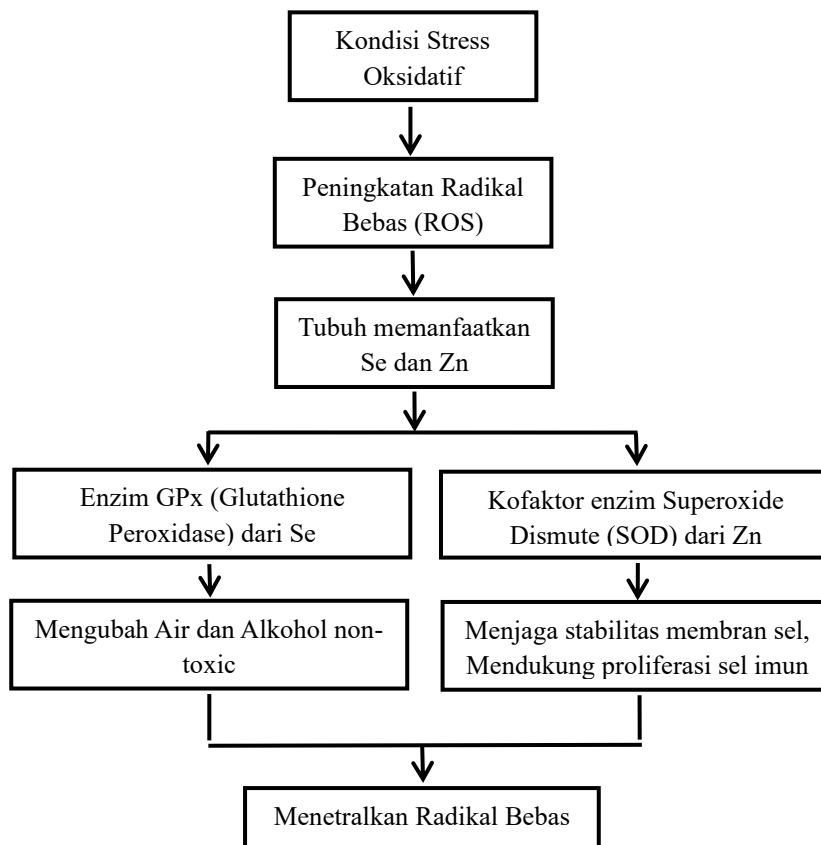 Kondisi Stress
Oksidatif
Peningkatan Radikal
Bebas (ROS)
Tubuh memanfaatkan
Se dan Zn
Enzim GPx (Glutathione
Peroxidase) dari Se
Kofaktor enzim Superoxide
Dismute (SOD) dari Zn
Mengubah Air dan Alkohol non-
toxic
Menjaga stabilitas membran sel,
Mendukung proliferasi sel imun
Menetralkan Radikal Bebas